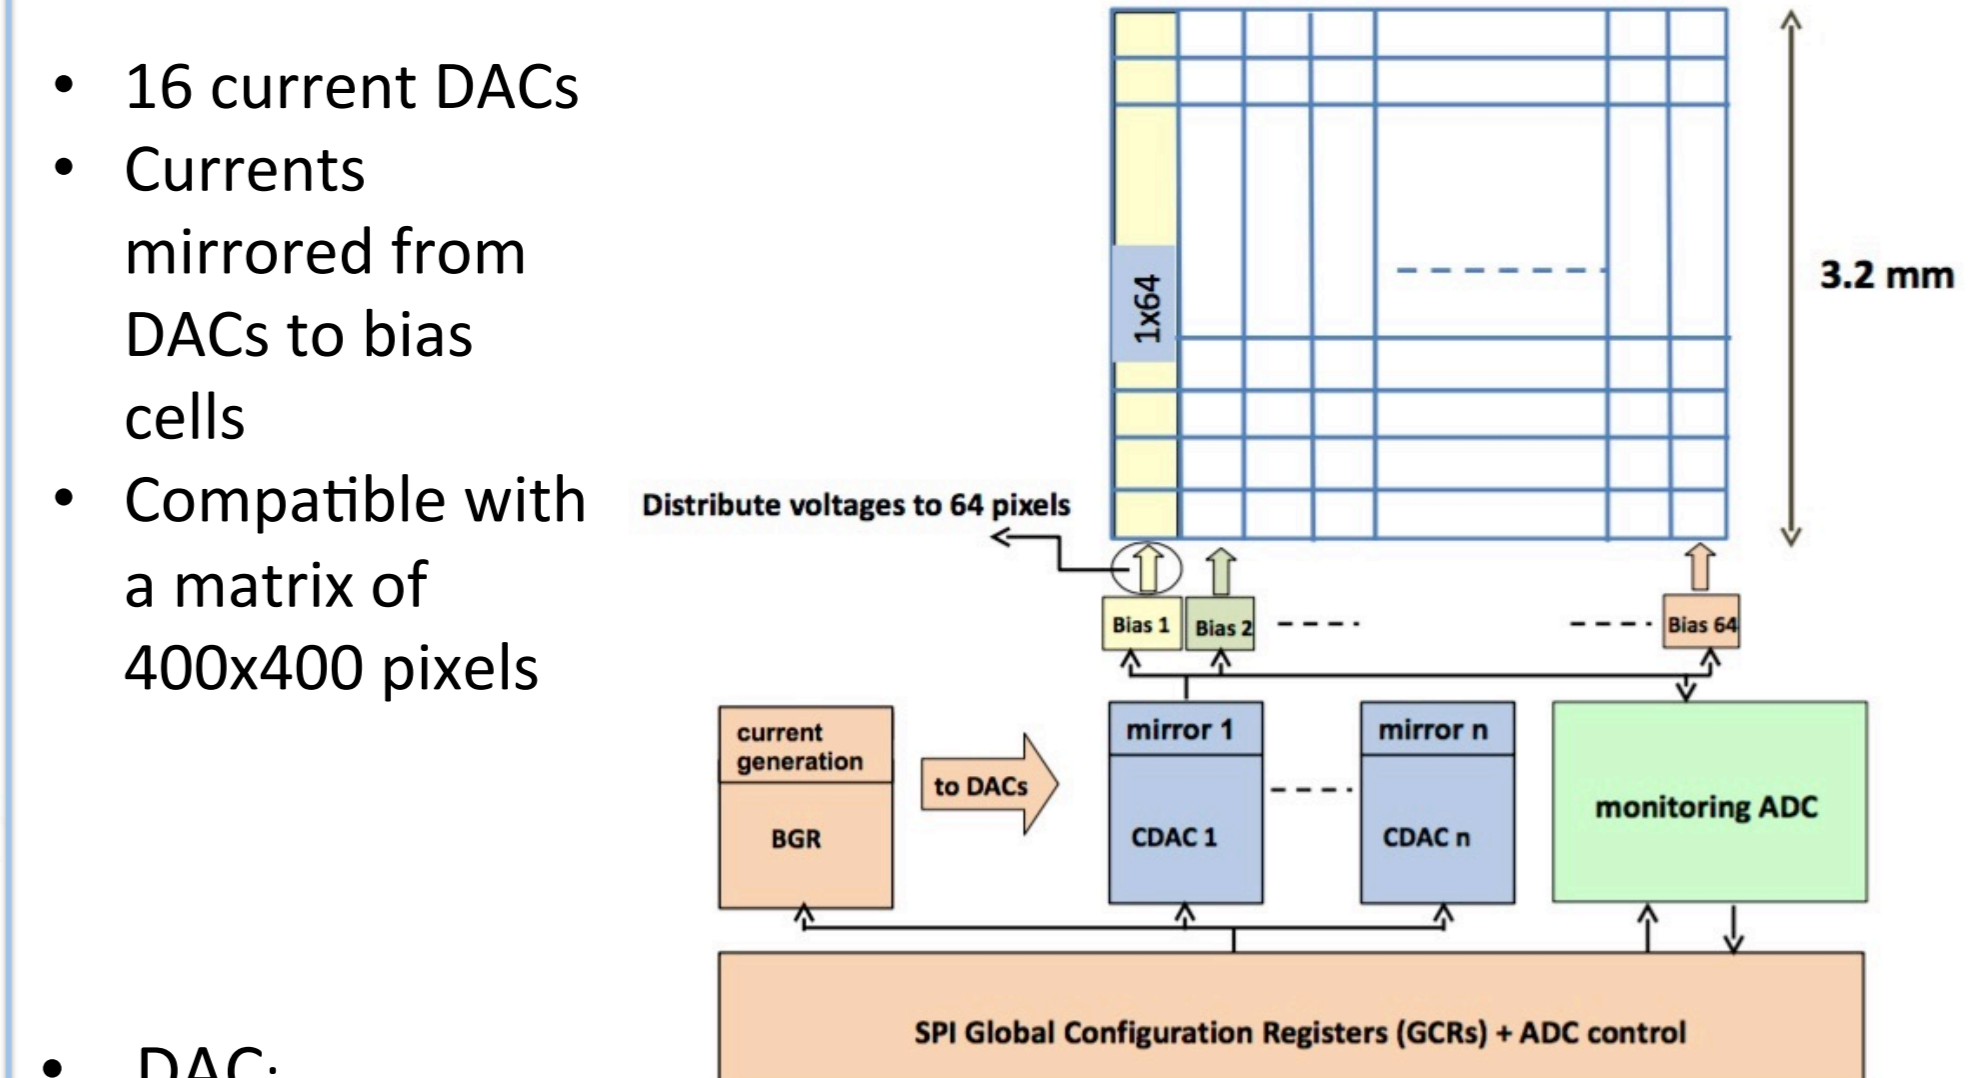 • 16 current DACs
• Currents
mirrored from
DACs to bias
cells
• Compatible with
a matrix of
400x400 pixels
• DAC:
1x64
3.2 mm
Distribute voltages to 64 pixels
Bias 1
Bias 2
Bias 64
current
generation
BGR
to DACs
mirror 1
CDAC 1
mirror n
CDAC n
monitoring ADC
SPI Global Configuration Registers (GCRs) + ADC control